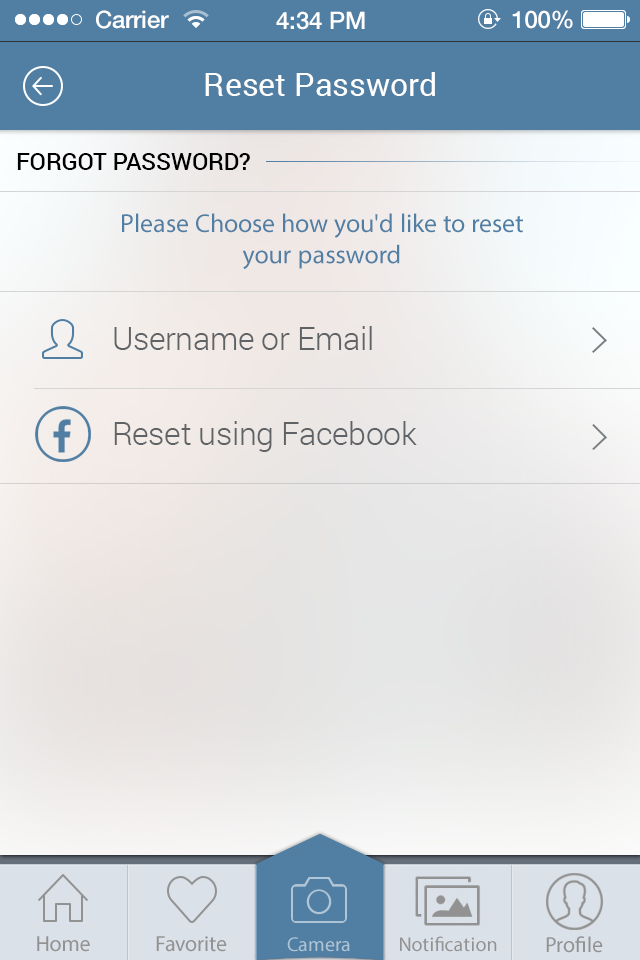 Carrier 4:34 PM 100%
Reset Password
FORGOT PASSWORD?
Please Choose how you'd like to reset
your password
Username or Email
Reset using Facebook
Home Favorite Camera Notification Profile